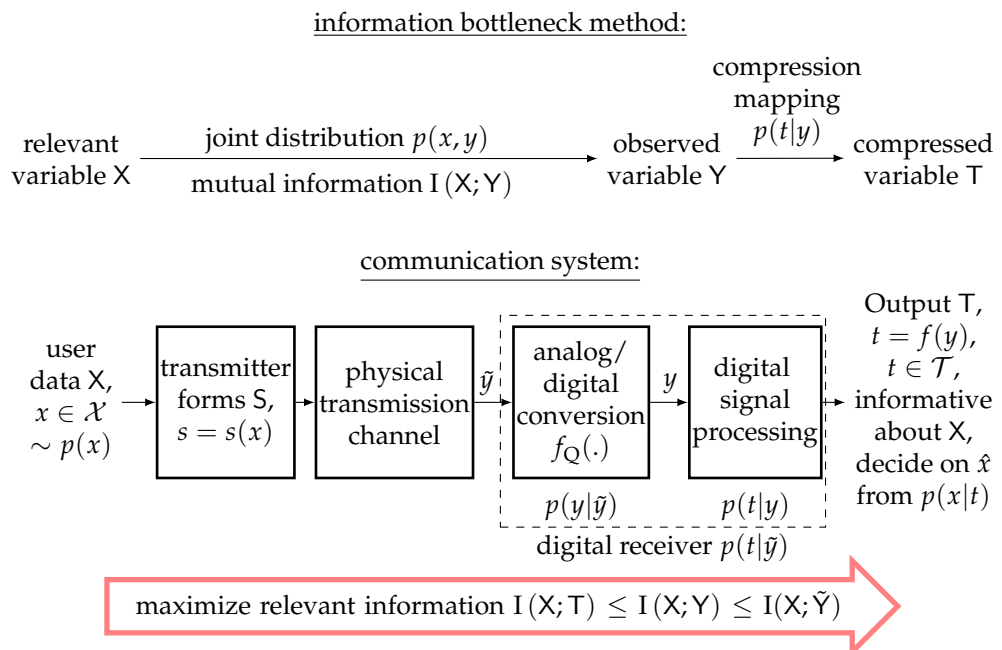 information bottleneck method:
relevant
variable X
joint distribution p(x, y)
mutual information I (X; Y)
observed
variable Y
compression
mapping
p(t|y)
compressed
variable T
communication system:
user
data X,
x ∈ 𝒳
∼ p(x)
transmitter
forms S,
s = s(x)
physical
transmission
channel
ỹ
analog/
digital
conversion
f_Q(.)
p(y|ỹ)
y
digital
signal
processing
p(t|y)
digital receiver p(t|ỹ)
Output T,
t = f(y),
t ∈ 𝒯,
informative
about X,
decide on x̂
from p(x|t)
maximize relevant information I (X; T) ≤ I (X; Y) ≤ I(X; Ỹ)